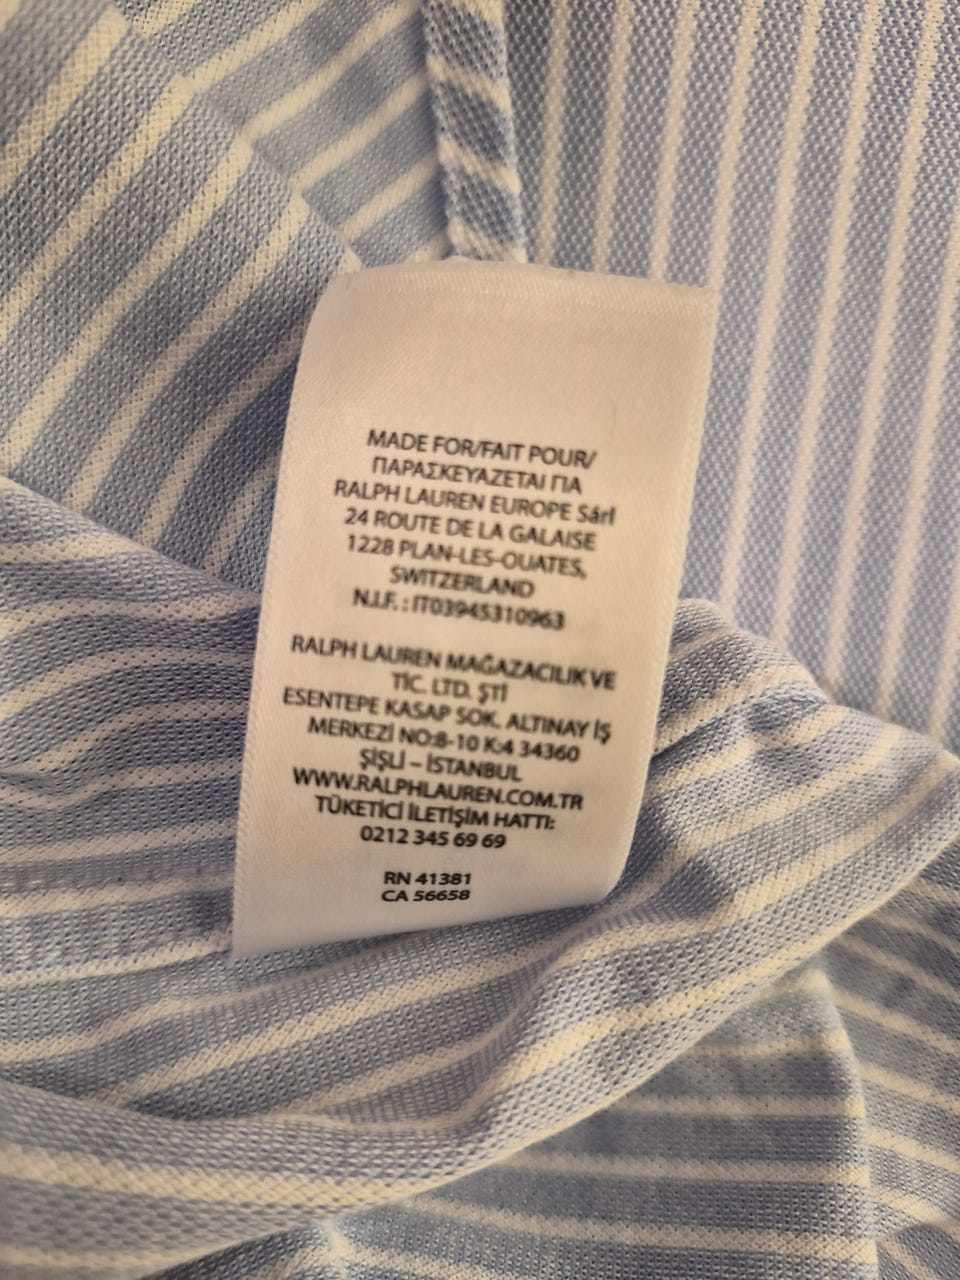 MADE FOR/FAIT POUR/
ΠΑΡΑΣΚΕΥΑΖΕΤΑΙ ΓΙΑ
RALPH LAUREN EUROPE Sárl
24 ROUTE DE LA GALAISE
1228 PLAN-LES-OUATES,
SWITZERLAND
N.I.F. : IT03945310963
RALPH LAUREN MAĞAZACILIK VE
TİC. LTD. ŞTİ
ESENTEPE KASAP SOK. ALTINAY İŞ
MERKEZİ NO:8-10 K:4 34360
ŞİŞLİ – İSTANBUL
WWW.RALPHLAUREN.COM.TR
TÜKETİCİ İLETİŞİM HATTI:
0212 345 69 69
RN 41381
CA 56658